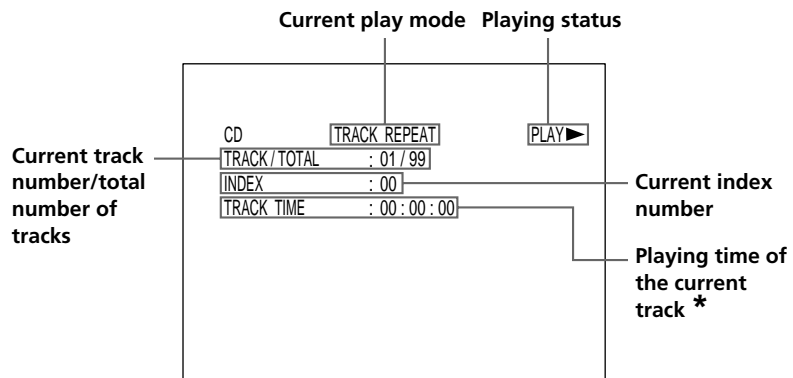 Current play mode Playing status
CD TRACK REPEAT PLAY►
TRACK / TOTAL : 01 / 99
INDEX : 00
TRACK TIME : 00 : 00 : 00
Current track
number/total
number of
tracks
Current index
number
Playing time of
the current
track *